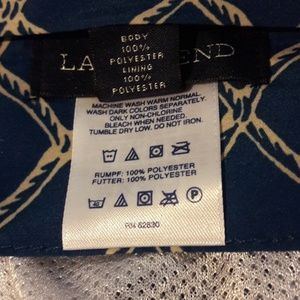 BODY
100%
POLYESTER
LINING
100%
POLYESTER
LA END
MACHINE WASH WARM NORMAL.
WASH DARK COLORS SEPARATELY.
ONLY NON-CHLORINE
BLEACH WHEN NEEDED.
TUMBLE DRY LOW. DO NOT IRON.
RUMPF: 100% POLYESTER
FUTTER: 100% POLYESTER
P
62830